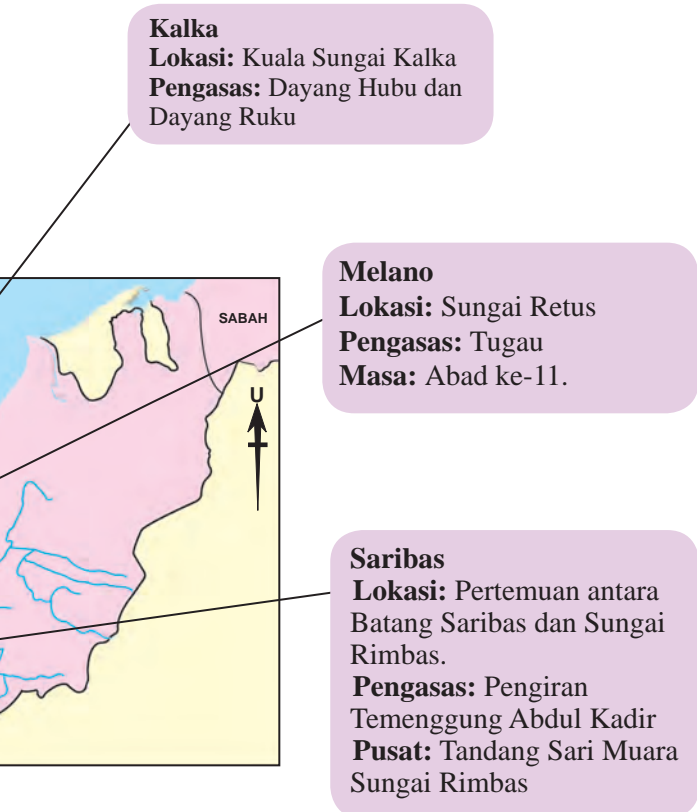 Kalka
Lokasi: Kuala Sungai Kalka
Pengasas: Dayang Hubu dan
Dayang Ruku
SABAH
U
Melano
Lokasi: Sungai Retus
Pengasas: Tugau
Masa: Abad ke-11.
Saribas
Lokasi: Pertemuan antara
Batang Saribas dan Sungai
Rimbas.
Pengasas: Pengiran
Temenggung Abdul Kadir
Pusat: Tandang Sari Muara
Sungai Rimbas